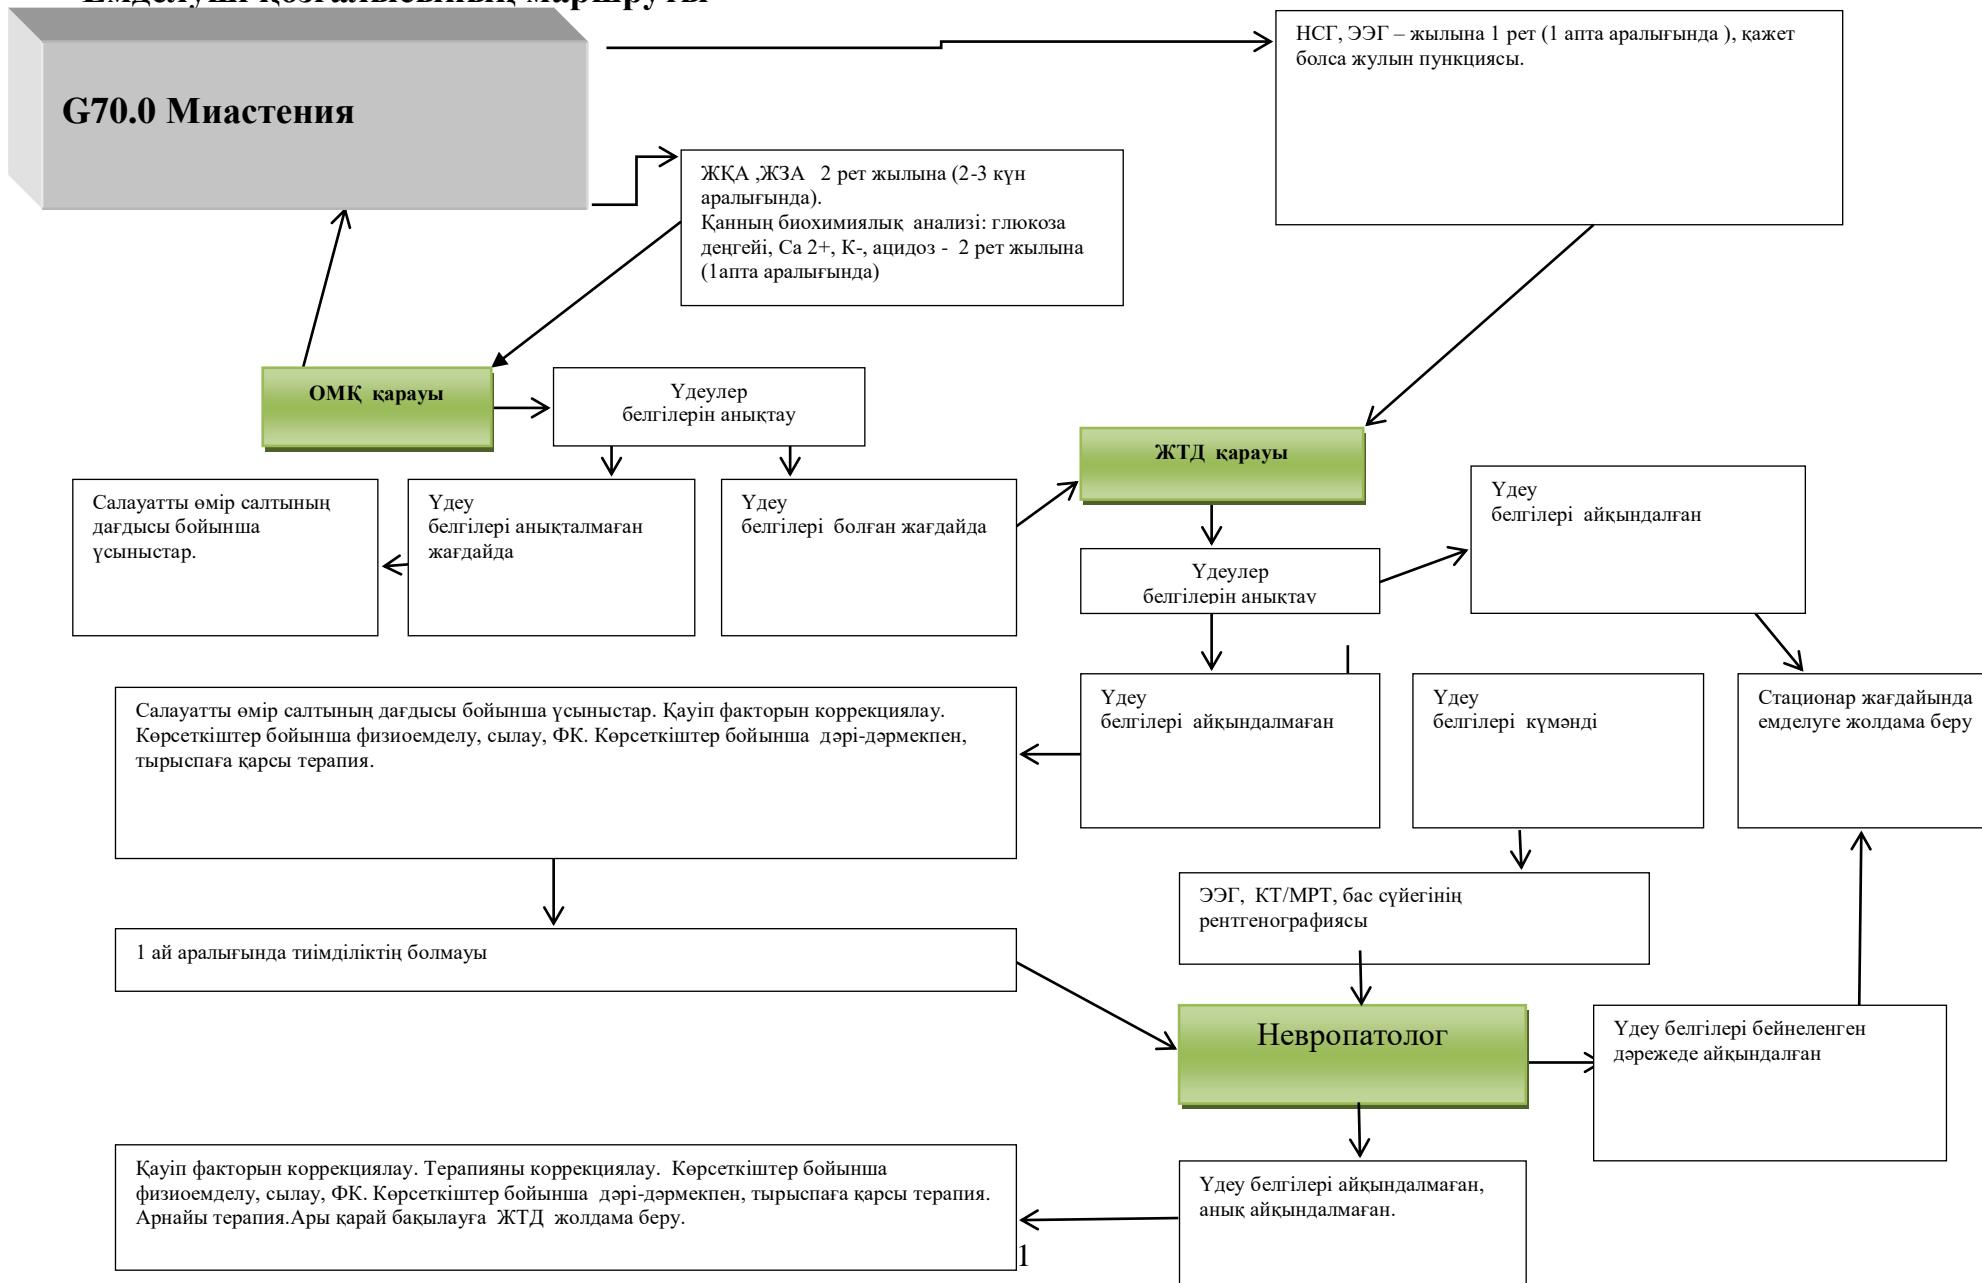 Емделуші қозғалысының маршруты
НСГ, ЭЭГ – жылына 1 рет (1 апта аралығында ), қажет
болса жулын пункциясы.
G70.0 Миастения
ЖҚА ,ЖЗА 2 рет жылына (2-3 күн
аралығында).
Қанның биохимиялық анализі: глюкоза
деңгейі, Са 2+, К-, ацидоз - 2 рет жылына
(1апта аралығында)
ОМҚ қарауы
Үдеулер
белгілерін анықтау
ЖТД қарауы
Салауатты өмір салтының
дағдысы бойынша
ұсыныстар.
Үдеу
белгілері анықталмаған
жағдайда
Үдеу
белгілері болған жағдайда
Үдеу
белгілері айқындалған
Үдеулер
белгілерін анықтау
Салауатты өмір салтының дағдысы бойынша ұсыныстар. Қауіп факторын коррекциялау.
Көрсеткіштер бойынша физиоемделу, сылау, ФК. Көрсеткіштер бойынша дәрі-дәрмекпен,
тырыспаға қарсы терапия.
Үдеу
белгілері айқындалмаған
Үдеу
белгілері күмәнді
Стационар жағдайында
емделуге жолдама беру
ЭЭГ, КТ/МРТ, бас сүйегінің
рентгенографиясы
1 ай аралығында тиімділіктің болмауы
Невропатолог
Үдеу белгілері бейнеленген
дәрежеде айқындалған
Қауіп факторын коррекциялау. Терапияны коррекциялау. Көрсеткіштер бойынша
физиоемделу, сылау, ФК. Көрсеткіштер бойынша дәрі-дәрмекпен, тырыспаға қарсы терапия.
Арнайы терапия.Ары қарай бақылауға ЖТД жолдама беру.
Үдеу белгілері айқындалмаған,
анық айқындалмаған.
1